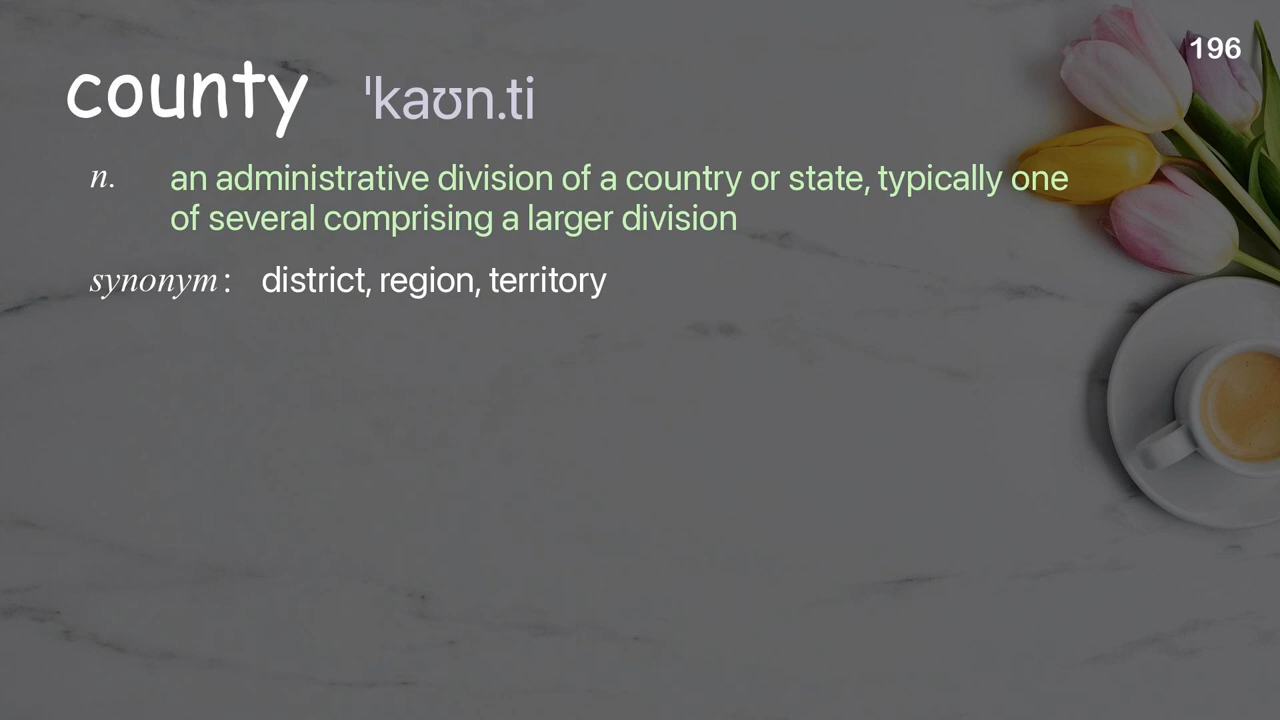 196
county ˈkaʊn.ti
n. an administrative division of a country or state, typically one
of several comprising a larger division
synonym: district, region, territory